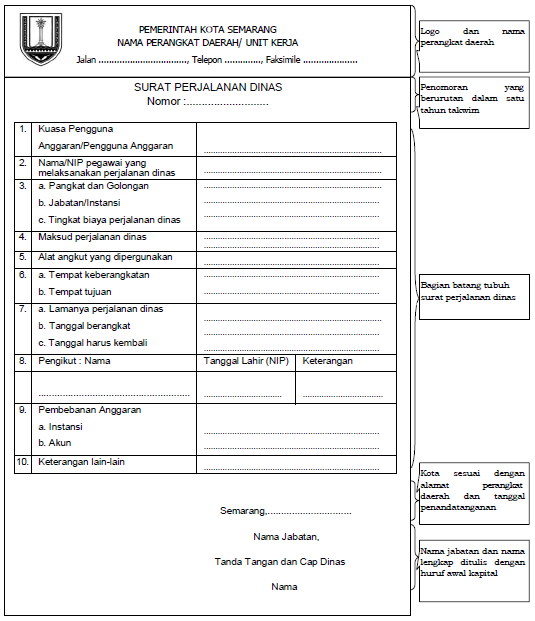 PEMERINTAH KOTA SEMARANG
NAMA PERANGKAT DAERAH/ UNIT KERJA
Jalan ..................................., Telepon .............., Faksimile .....................
Logo dan nama
perangkat daerah
SURAT PERJALANAN DINAS
Nomor :...........................
Penomoran yang
berurutan dalam satu
tahun takwim
1. Kuasa Pengguna
Anggaran/Pengguna Anggaran ....................................................................
2. Nama/NIP pegawai yang
melaksanakan perjalanan dinas ....................................................................
3. a. Pangkat dan Golongan ....................................................................
b. Jabatan/Instansi ....................................................................
c. Tingkat biaya perjalanan dinas ....................................................................
4. Maksud perjalanan dinas ....................................................................
....................................................................
5. Alat angkut yang dipergunakan ....................................................................
6. a. Tempat keberangkatan ....................................................................
b. Tempat tujuan ....................................................................
7. a. Lamanya perjalanan dinas ....................................................................
b. Tanggal berangkat ....................................................................
c. Tanggal harus kembali ....................................................................
8. Pengikut : Nama Tanggal Lahir (NIP) Keterangan
.......................................................... .............................. ...............................
9. Pembebanan Anggaran
a. Instansi ....................................................................
b. Akun ....................................................................
10. Keterangan lain-lain ....................................................................
Bagian batang tubuh
surat perjalanan dinas
Semarang,................................
Nama Jabatan,
Tanda Tangan dan Cap Dinas
Nama
Kota sesuai dengan
alamat perangkat
daerah dan tanggal
penandatanganan
Nama jabatan dan nama
lengkap ditulis dengan
huruf awal kapital